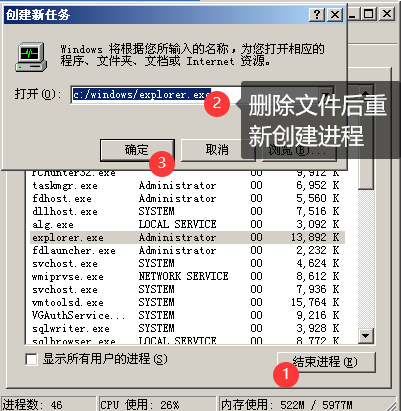 创建新任务
Windows 将根据您所输入的名称，为您打开相应的
程序、文件夹、文档或 Internet 资源。
打开(O): c:/windows/explorer.exe
2
删除文件后重
新创建进程
确定 取消 浏览(B)...
3
taskmgr.exe Administrator 00 6,952 K
fdhost.exe Administrator 00 5,560 K
dllhost.exe SYSTEM 00 7,516 K
alg.exe LOCAL SERVICE 00 3,092 K
explorer.exe Administrator 00 13,892 K
fdlauncher.exe Administrator 00 2,232 K
svchost.exe SYSTEM 00 4,624 K
wmiprvse.exe NETWORK SERVICE 00 8,612 K
svchost.exe SYSTEM 00 7,936 K
vmtoolsd.exe SYSTEM 00 15,764 K
VGAuthService... SYSTEM 00 9,216 K
sqlwriter.exe SYSTEM 00 3,928 K
sqlbrowser.exe LOCAL SERVICE 00 8,772 K
显示所有用户的进程(S) 结束进程(E)
1
进程数: 46 CPU 使用: 26% 内存使用: 522M / 5977M